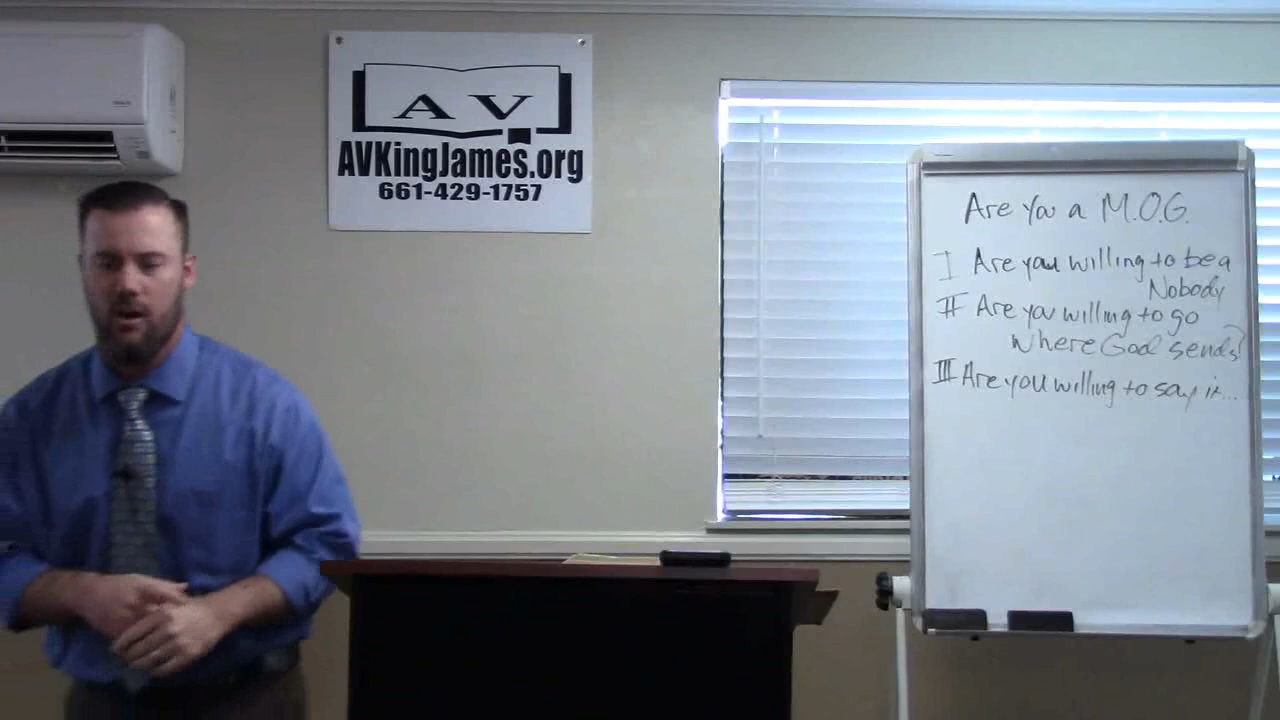 A V
AVKingJames.org
661-429-1757
Are you a M.O.G.
I Are you willing to be a
Nobody
II Are you willing to go
where God sends?
III Are you willing to say it...